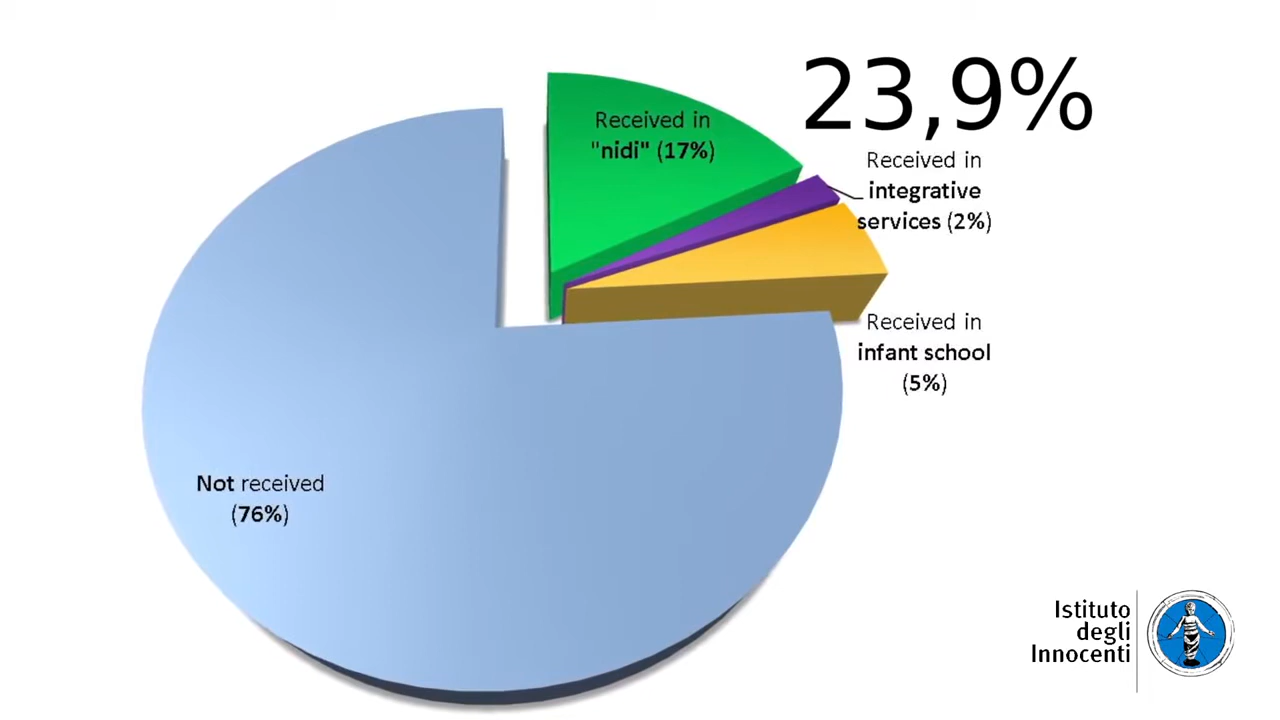 23,9%
Received in
"nidi" (17%)
Received in
integrative
services (2%)
Received in
infant school
(5%)
Not received
(76%)
Istituto
degli
Innocenti